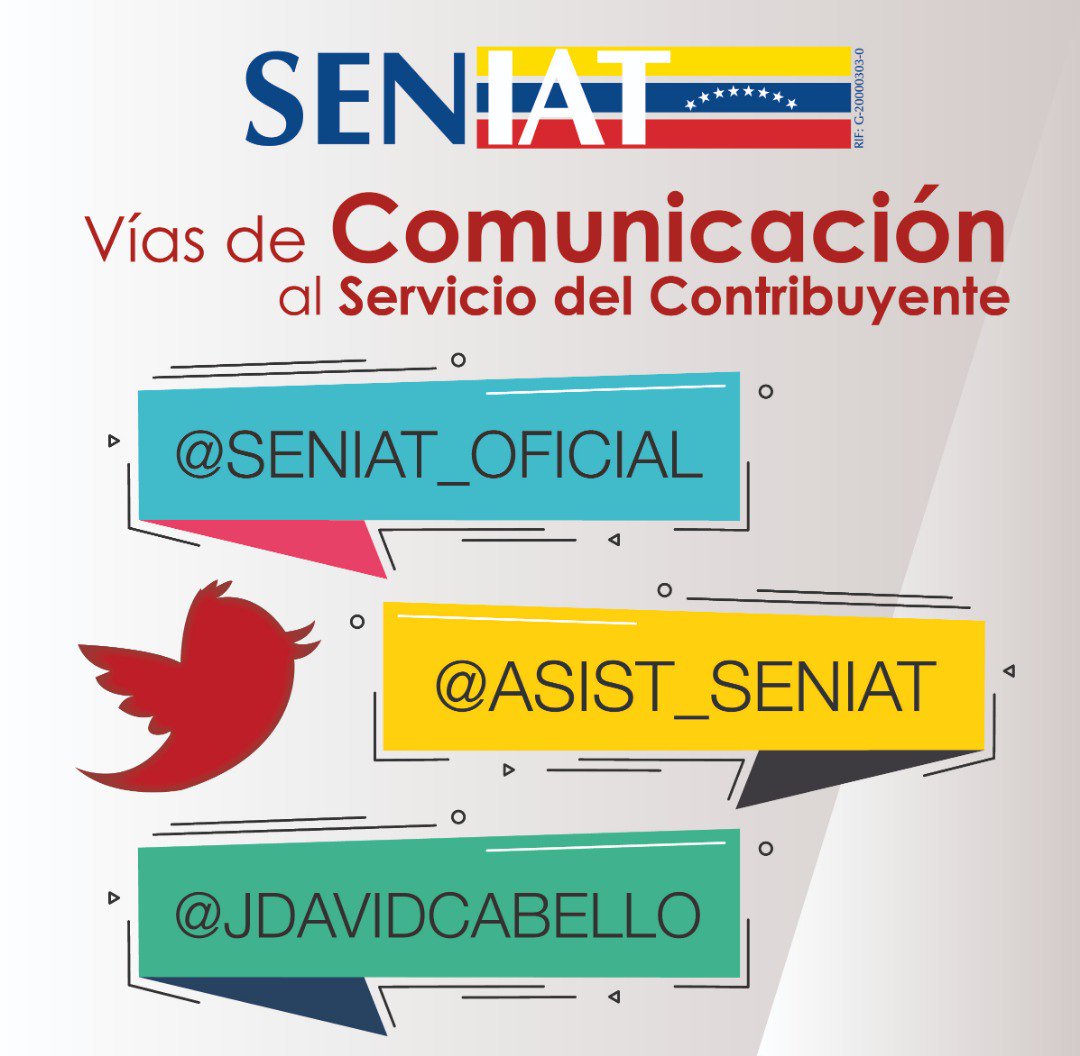 SENIAT
RIF: G-20000303-0
Vías de Comunicación
al Servicio del Contribuyente
@SENIAT_OFICIAL
@ASIST_SENIAT
@JDAVIDCABELLO